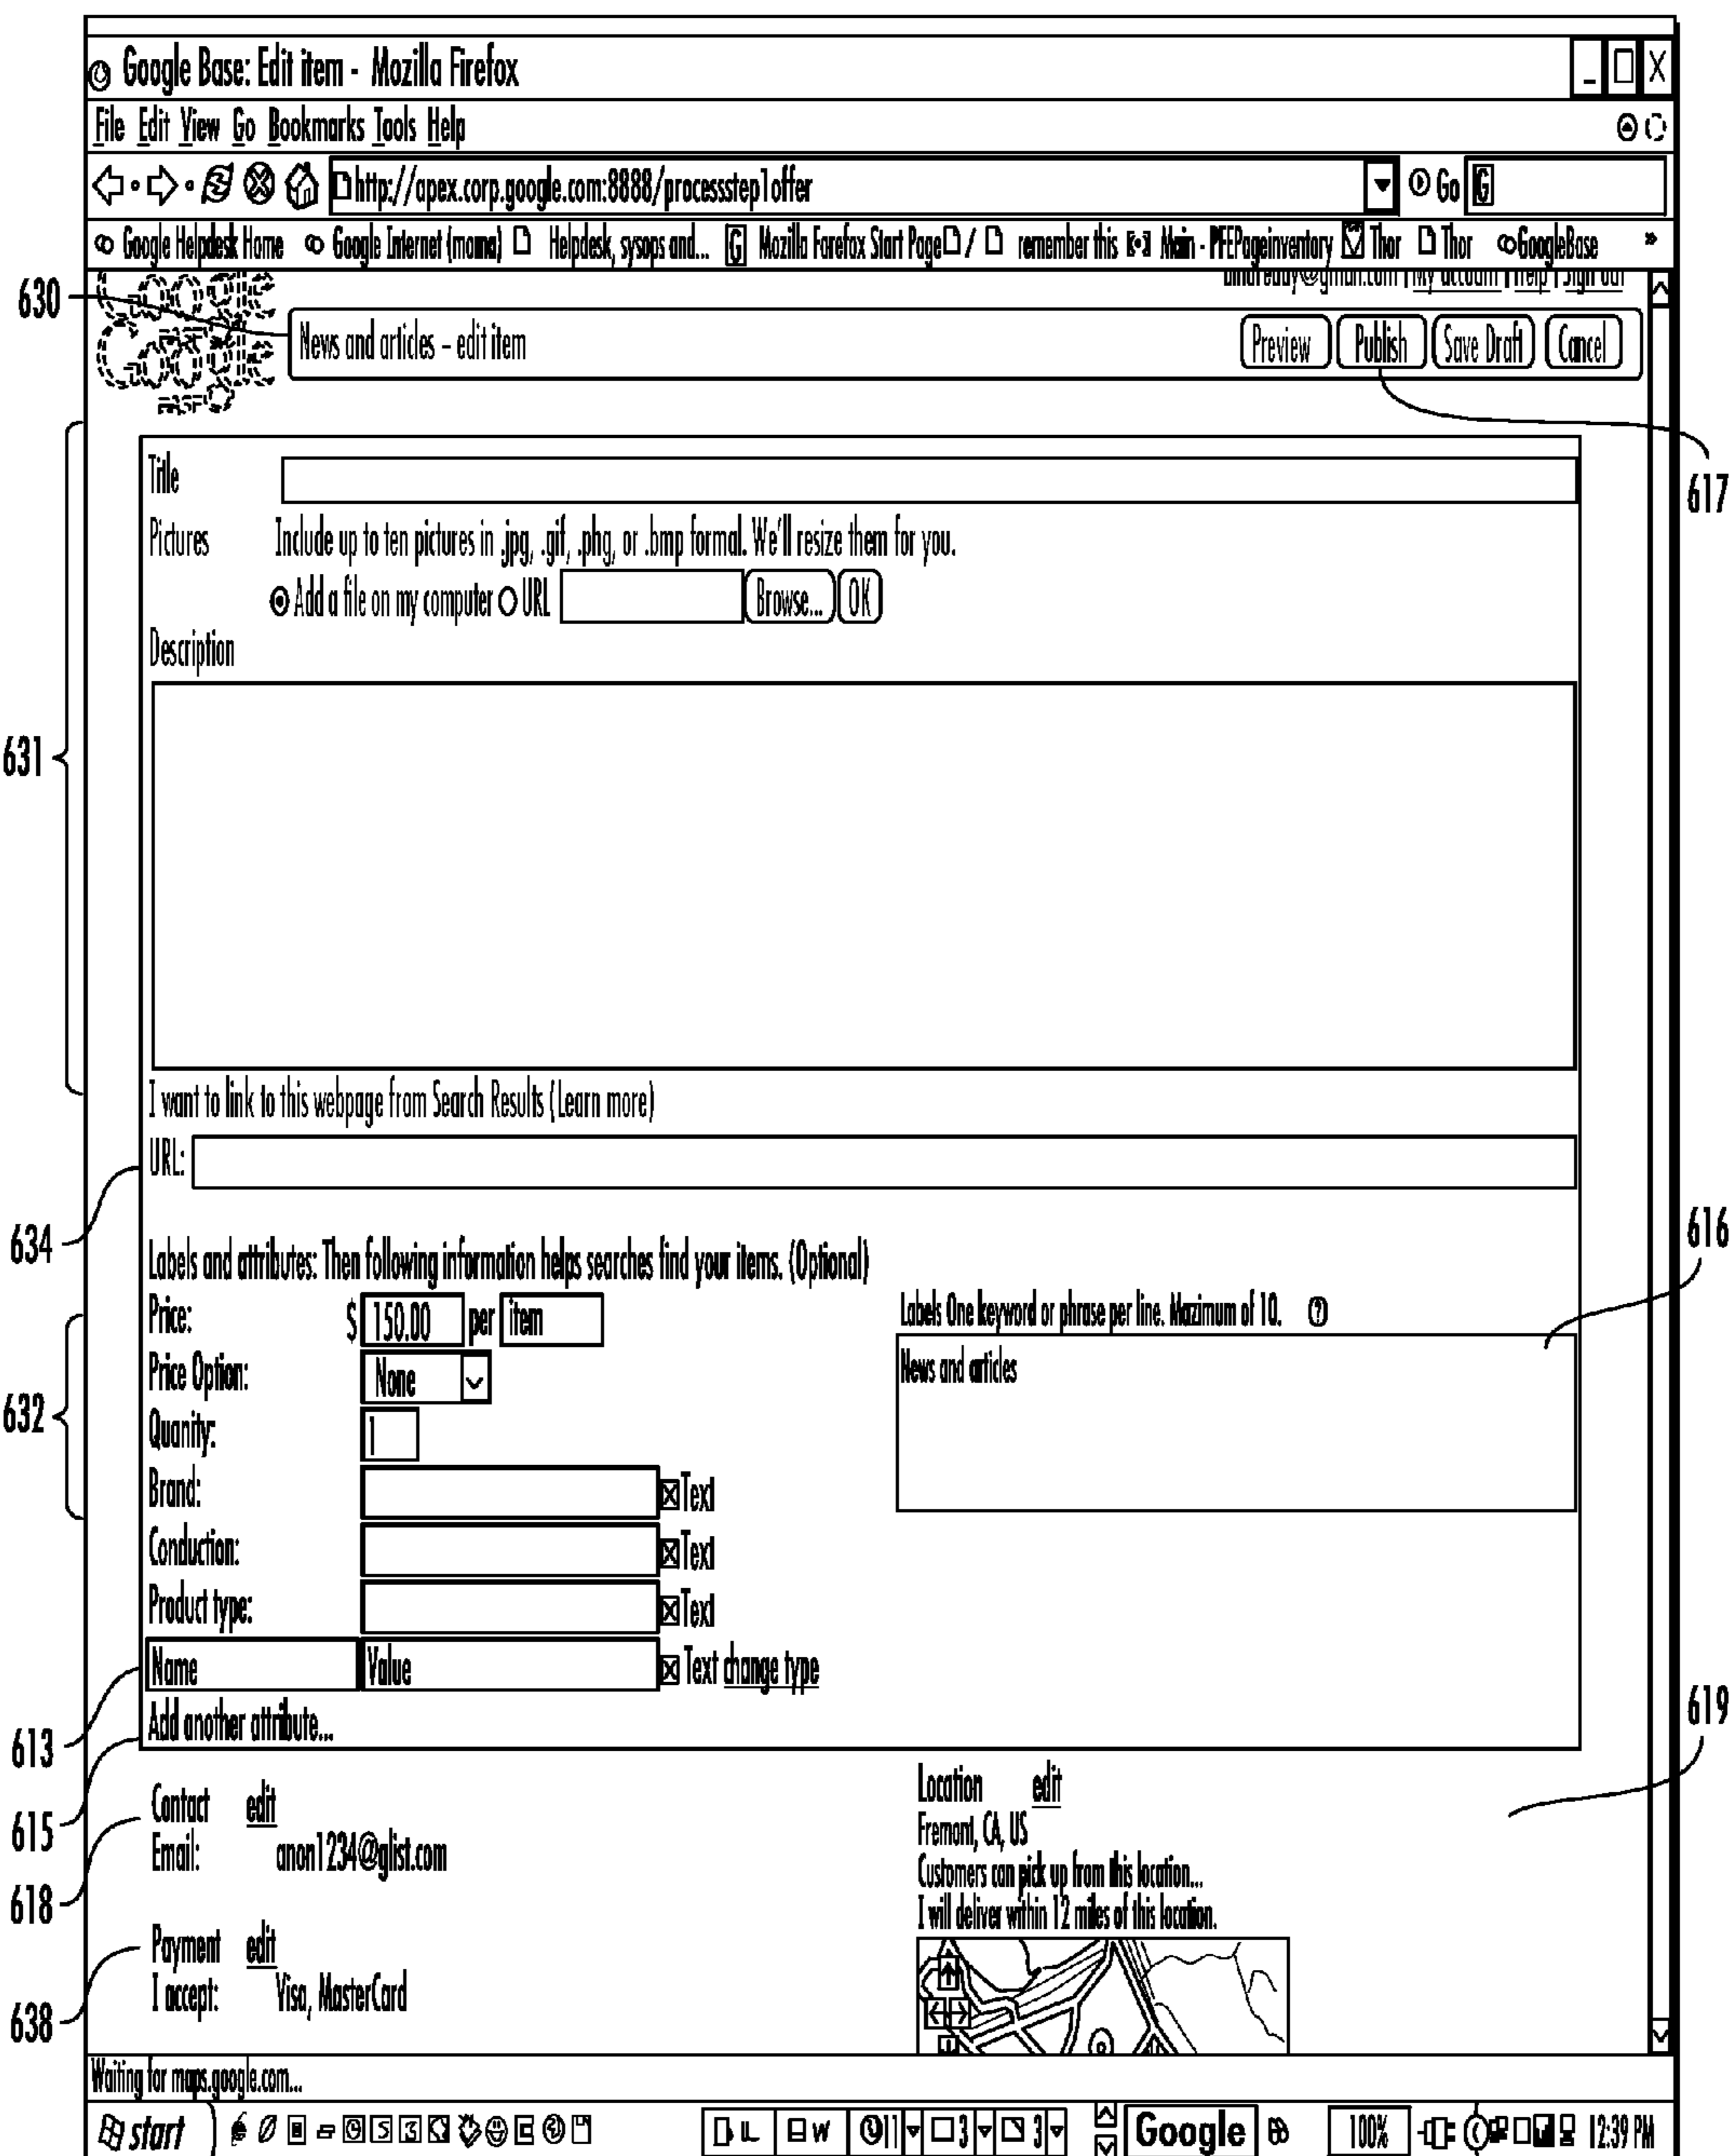 Google Base: Edit item - Mozilla Firefox
File Edit View Go Bookmarks Tools Help
http://apex.corp.google.com:8888/processstep1offer Go G
Google Helpdesk Home Google Internet (moma) Helpdesk, sysops and... G Mozilla Farefox Start Page / remember this Main - PFEPageinventory Thor Thor GoogleBase »
@gmail.com | My account | Help | Sign out
630
News and articles – edit item Preview Publish Save Draft Cancel
617
Title
Pictures Include up to ten pictures in .jpg, .gif, .phg, or .bmp formal. We'll resize them for you.
Add a file on my computer URL Browse... OK
Description
631
I want to link to this webpage from Search Results (Learn more)
URL:
634
616
Labels and attributes: Then following information helps searches find your items. (Optional)
Price: $ 150.00 per item Labels One keyword or phrase per line. Mazimum of 10. ?
Price Option: None News and articles
632
Quanity: 1
Brand: Text
Conduction: Text
Product type: Text
Name Value Text change type
Add another attribute...
613
619
615
Contact edit Location edit
Email: anon1234@glist.com Fremont, CA, US
Customers can pick up from this location...
618
I will deliver within 12 miles of this location.
Payment edit
I accept: Visa, MasterCard
638
Waiting for maps.google.com...
start L W 11 3 3 Google 100% 12:39 PM